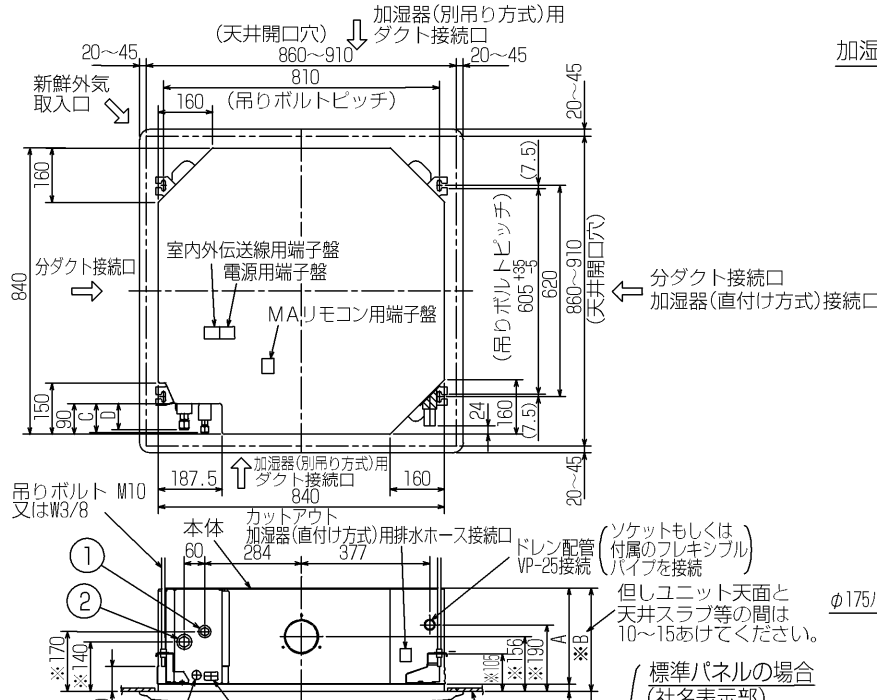 加湿器(別吊り方式)用
ダクト接続口
(天井開口穴)
20～45
860～910
20～45
加湿
新鮮外気
取入口
810
160
(吊りボルトピッチ)
20～45
160
(7.5)
840
分ダクト接続口
室内外伝送線用端子盤
電源用端子盤
MAリモコン用端子盤
(吊りボルトピッチ)
605 +35 -5
620
860～910
(天井開口穴)
分ダクト接続口
加湿器(直付け方式)接続口
150
90
C
D
24
160
(7.5)
187.5
加湿器(別吊り方式)用
ダクト接続口
160
20～45
840
吊りボルト M10
又はW3/8
本体
カットアウト
加湿器(直付け方式)用排水ホース接続口
60
284
377
ドレン配管
VP-25接続
(ソケットもしくは
付属のフレキシブル
パイプを接続)
1
2
但しユニット天面と
天井スラブ等の間は
10～15あけてください。
φ175
※170
※140
※105
※156
※190
A
※B
標準パネルの場合
(社名表示部)